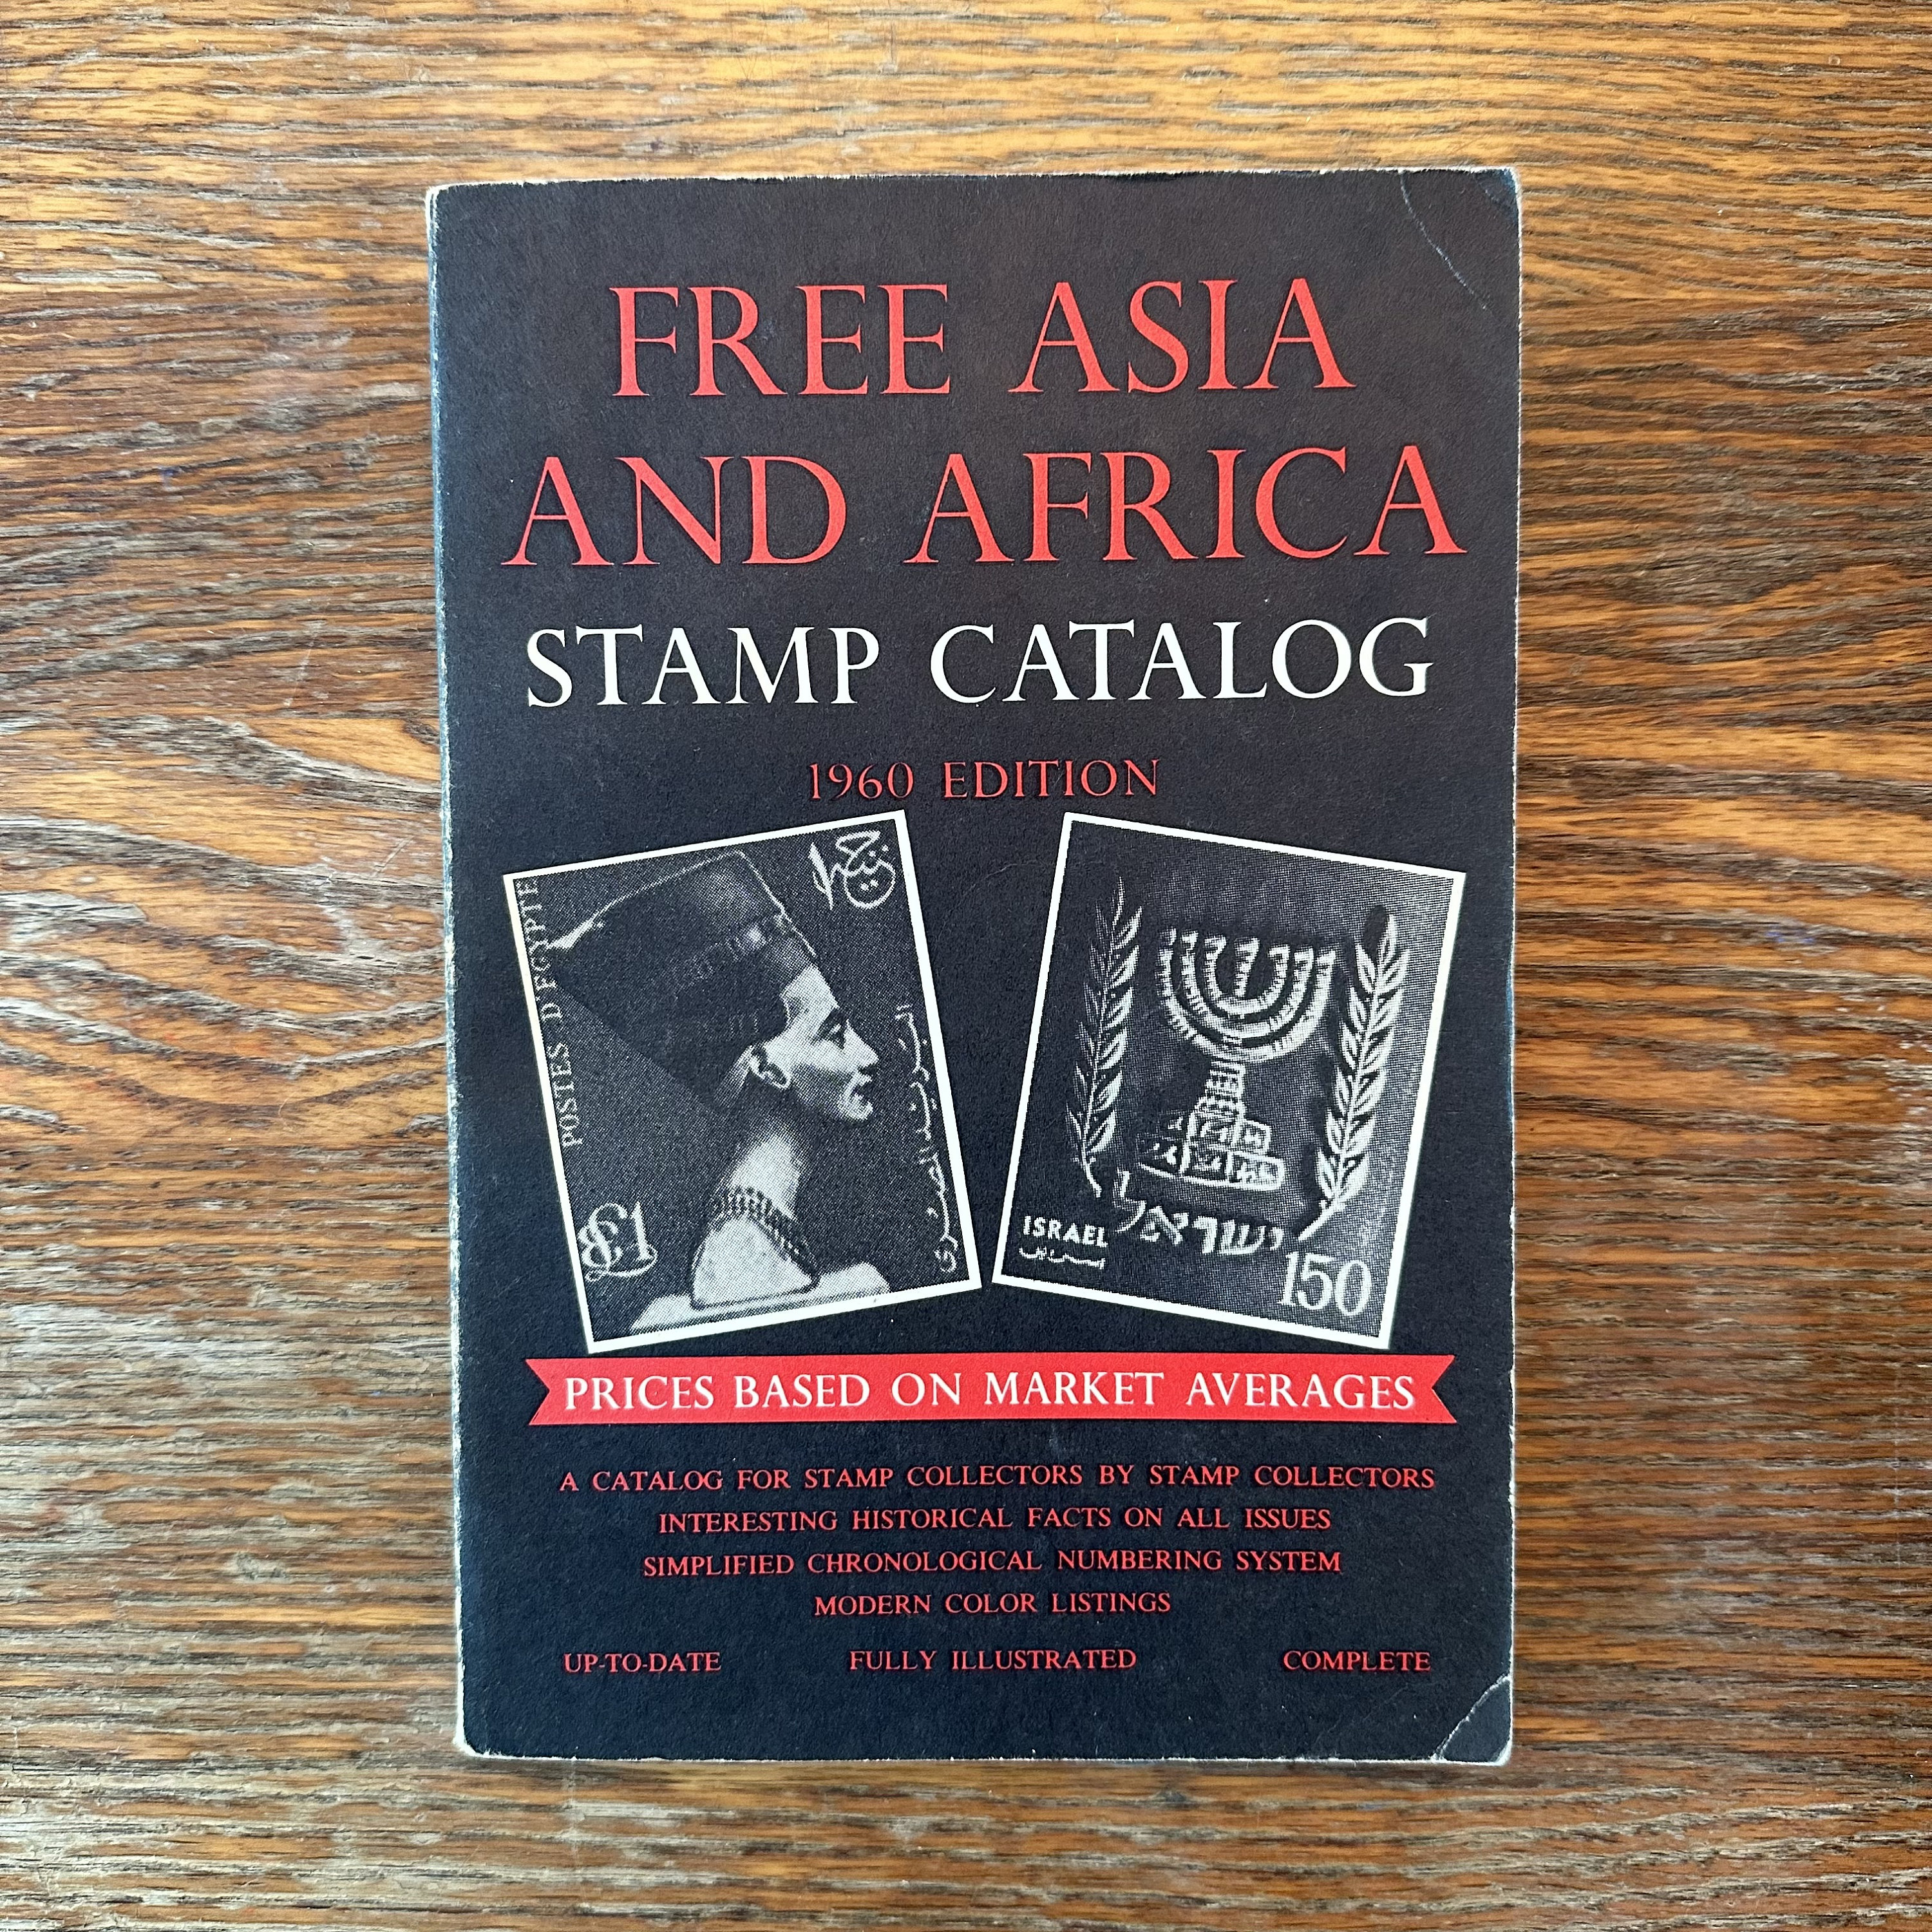 FREE ASIA
AND AFRICA
STAMP CATALOG
1960 EDITION
POSTES D'EGYPTE
£1
ISRAEL
ישראל
150
PRICES BASED ON MARKET AVERAGES
A CATALOG FOR STAMP COLLECTORS BY STAMP COLLECTORS
INTERESTING HISTORICAL FACTS ON ALL ISSUES
SIMPLIFIED CHRONOLOGICAL NUMBERING SYSTEM
MODERN COLOR LISTINGS
UP-TO-DATE FULLY ILLUSTRATED COMPLETE